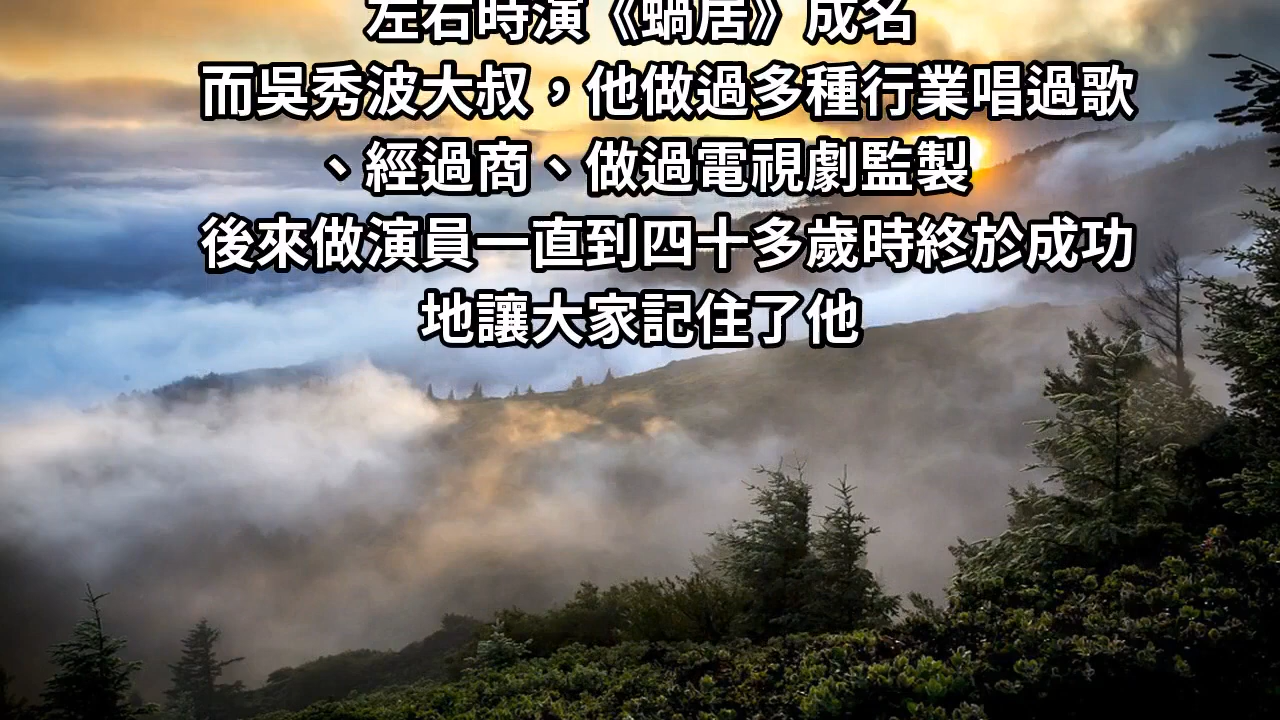 左右時演《蝸居》成名
而吳秀波大叔，他做過多種行業唱過歌
、經過商、做過電視劇監製
後來做演員一直到四十多歲時終於成功
地讓大家記住了他